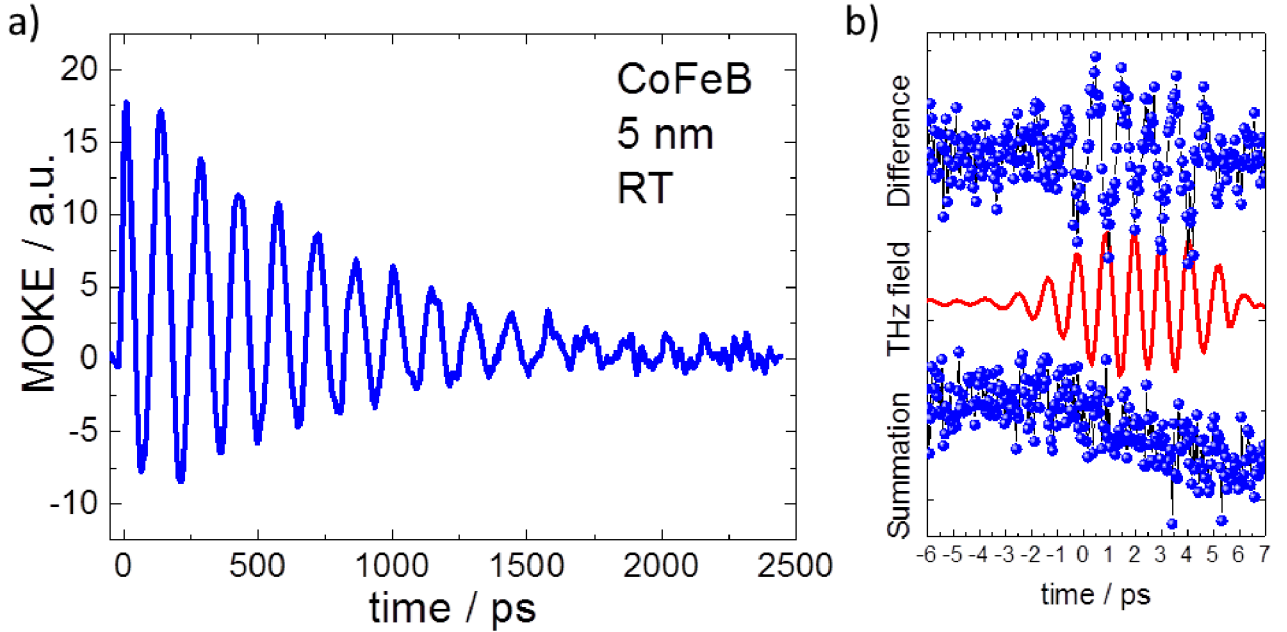 a)
MOKE / a.u.
20
15
10
5
0
-5
-10
CoFeB
5 nm
RT
0 500 1000 1500 2000 2500
time / ps
b)
Difference
THz field
Summation
-6 -5 -4 -3 -2 -1 0 1 2 3 4 5 6 7
time / ps